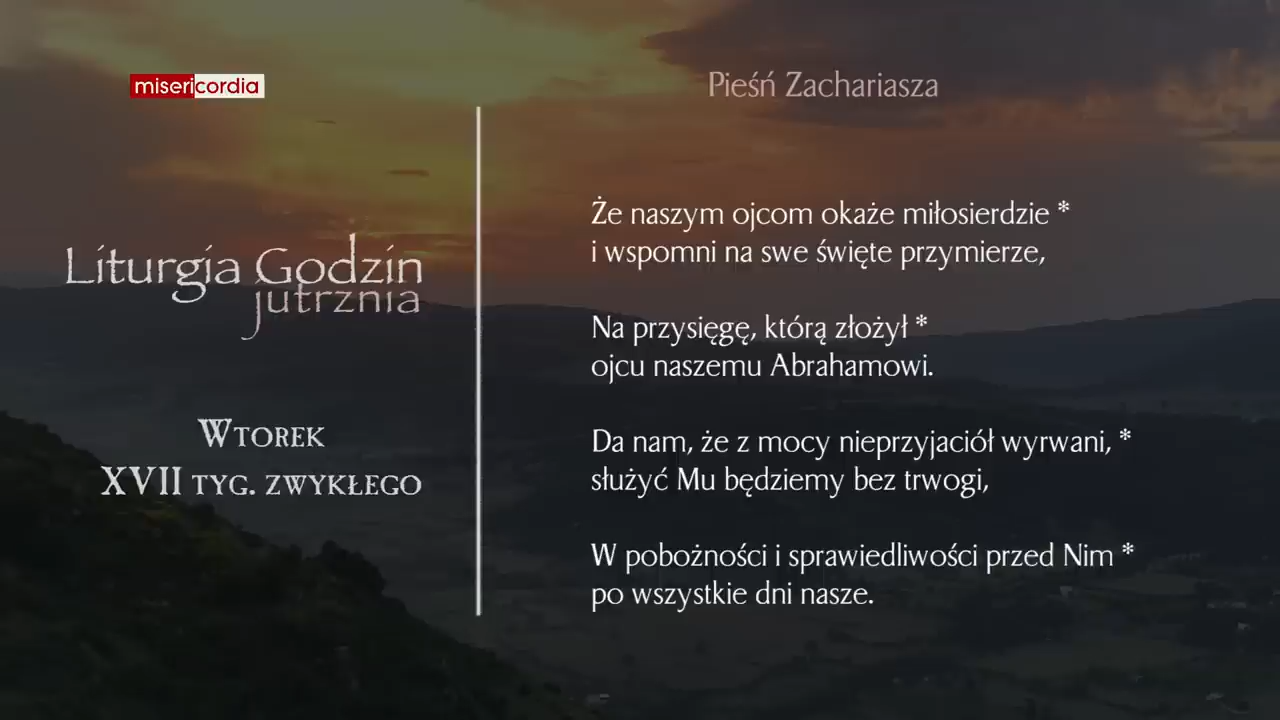 misericordia
Liturgia Godzin
jutrznia
Wtorek
XVII tyg. zwykłego
Pieśń Zachariasza
Że naszym ojcom okaże miłosierdzie *
i wspomni na swe święte przymierze,
Na przysięgę, którą złożył *
ojcu naszemu Abrahamowi.
Da nam, że z mocy nieprzyjaciół wyrwani, *
służyć Mu będziemy bez trwogi,
W pobożności i sprawiedliwości przed Nim *
po wszystkie dni nasze.